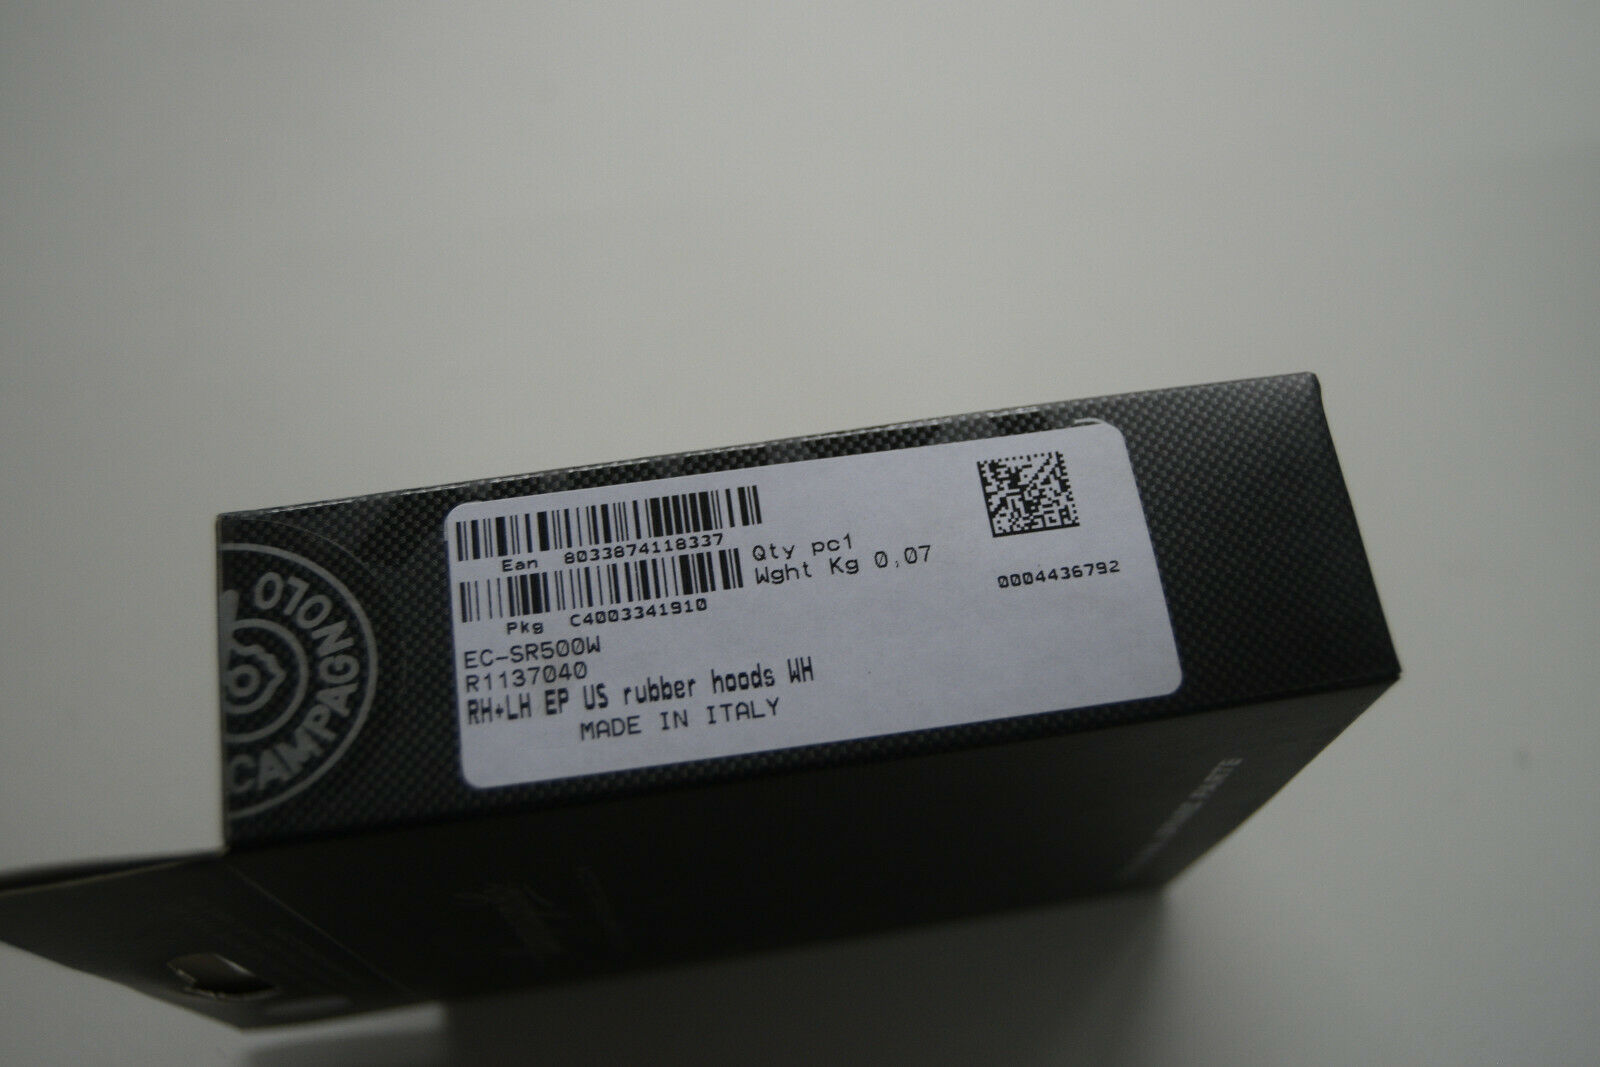 CAMPAGNOLO
Ean 8033874118337
Pkg C4003341910
Qty pc1
Wght Kg 0,07
0004436792
EC-SR500W
R1137040
RH+LH EP US rubber hoods WH
MADE IN ITALY
PARTS